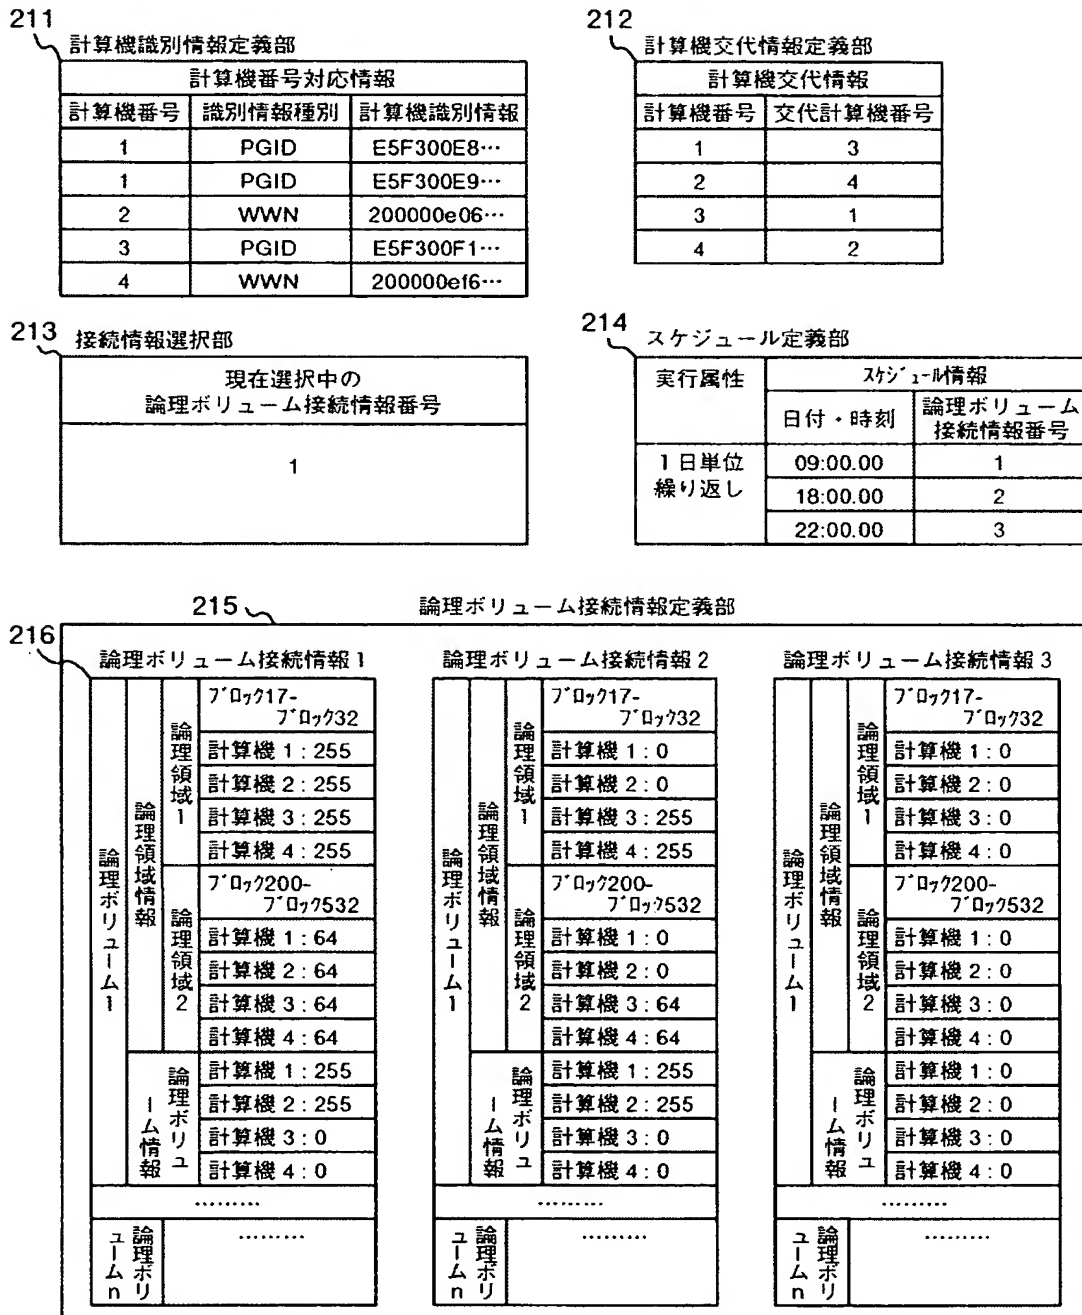 211
計算機識別情報定義部
計算機番号対応情報
計算機番号 識別情報種別 計算機識別情報
1 PGID E5F300E8…
1 PGID E5F300E9…
2 WWN 200000e06…
3 PGID E5F300F1…
4 WWN 200000ef6…
212
計算機交代情報定義部
計算機交代情報
計算機番号 交代計算機番号
1 3
2 4
3 1
4 2
213
接続情報選択部
現在選択中の
論理ボリューム接続情報番号
1
214
スケジュール定義部
実行属性
スケジュール情報
日付・時刻
論理ボリューム
接続情報番号
1日単位
繰り返し
09:00.00 1
18:00.00 2
22:00.00 3
215
論理ボリューム接続情報定義部
216
論理ボリューム接続情報1
論理ボリューム1
論理領域情報
論理領域1
ブロック17-
ブロック32
計算機1:255
計算機2:255
計算機3:255
計算機4:255
論理領域2
ブロック200-
ブロック532
計算機1:64
計算機2:64
計算機3:64
計算機4:64
論理ボリュ
ーム情報
計算機1:255
計算機2:255
計算機3:0
計算機4:0
………
論理ボリ
ュームn
………
論理ボリューム接続情報2
論理ボリューム1
論理領域情報
論理領域1
ブロック17-
ブロック32
計算機1:0
計算機2:0
計算機3:255
計算機4:255
論理領域2
ブロック200-
ブロック532
計算機1:0
計算機2:0
計算機3:64
計算機4:64
論理ボリュ
ーム情報
計算機1:255
計算機2:255
計算機3:0
計算機4:0
………
論理ボリ
ュームn
………
論理ボリューム接続情報3
論理ボリューム1
論理領域情報
論理領域1
ブロック17-
ブロック32
計算機1:0
計算機2:0
計算機3:0
計算機4:0
論理領域2
ブロック200-
ブロック532
計算機1:0
計算機2:0
計算機3:0
計算機4:0
論理ボリュ
ーム情報
計算機1:0
計算機2:0
計算機3:0
計算機4:0
………
論理ボリ
ュームn
………